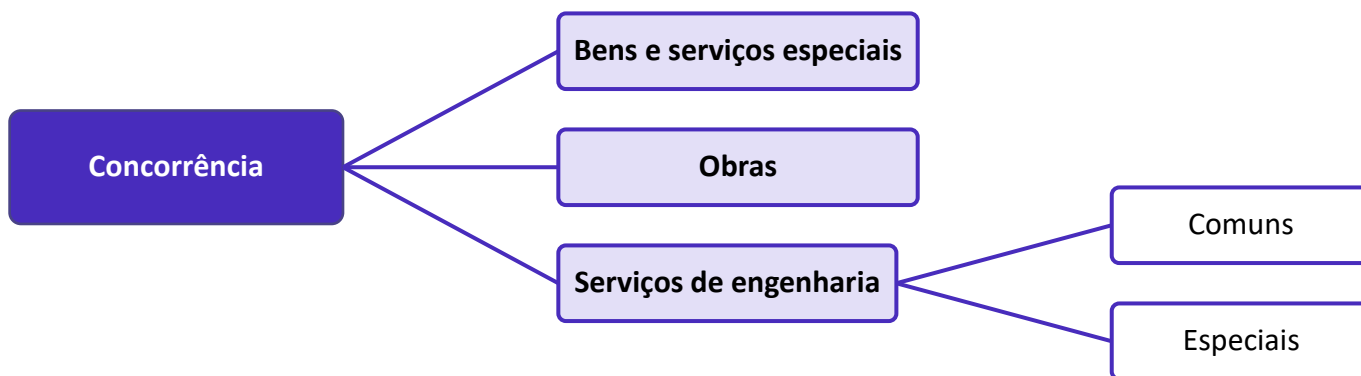 Bens e serviços especiais
Concorrência
Obras
Serviços de engenharia
Comuns
Especiais